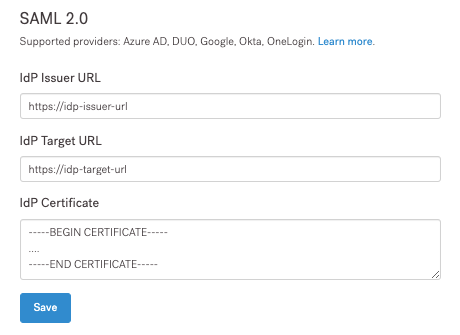 SAML 2.0
Supported providers: Azure AD, DUO, Google, Okta, OneLogin. Learn more.
IdP Issuer URL
https://idp-issuer-url
IdP Target URL
https://idp-target-url
IdP Certificate
-----BEGIN CERTIFICATE-----
....
-----END CERTIFICATE-----
Save